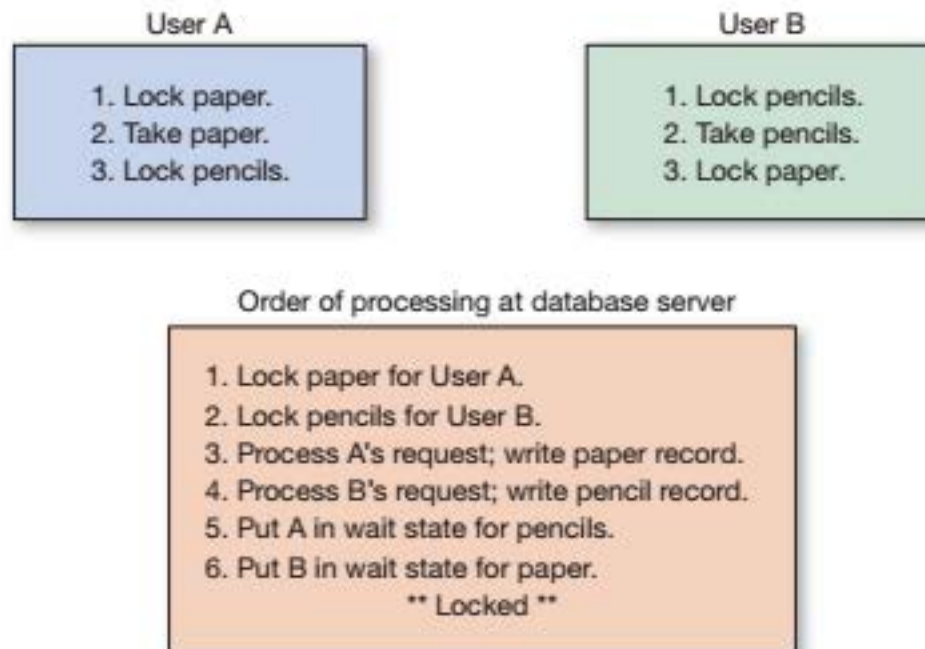 User A
1. Lock paper.
2. Take paper.
3. Lock pencils.
User B
1. Lock pencils.
2. Take pencils.
3. Lock paper.
Order of processing at database server
1. Lock paper for User A.
2. Lock pencils for User B.
3. Process A's request; write paper record.
4. Process B's request; write pencil record.
5. Put A in wait state for pencils.
6. Put B in wait state for paper.
** Locked **